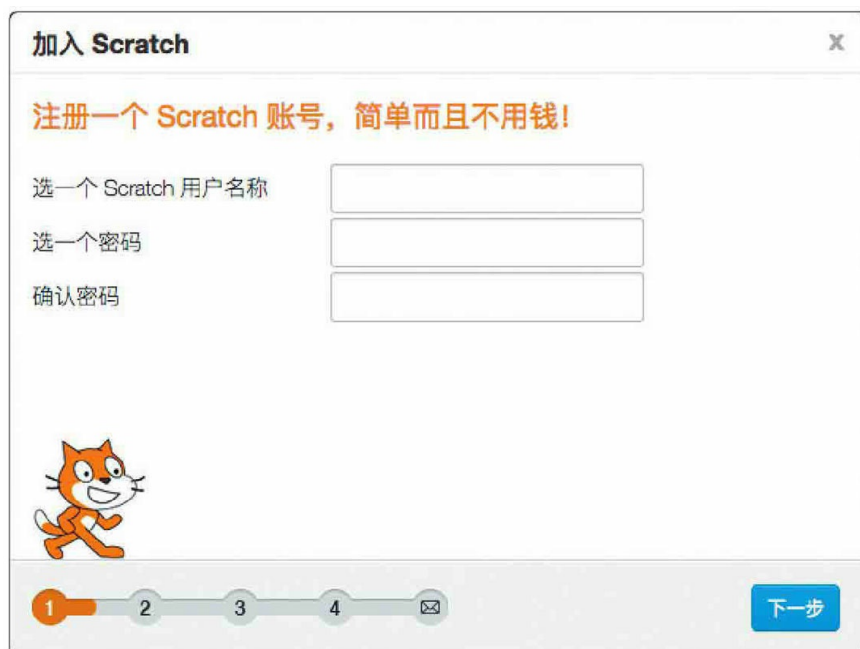 加入 Scratch
x
注册一个 Scratch 账号，简单而且不用钱！
选一个 Scratch 用户名称
选一个密码
确认密码
1 2 3 4
下一步